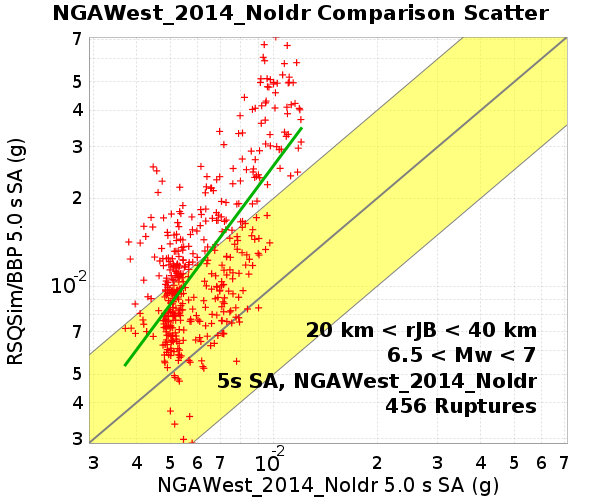 NGAWest_2014_NoIdr Comparison Scatter
7
5
4
3
2
10-2
7
5
4
3
RSQSim/BBP 5.0 s SA (g)
20 km < rJB < 40 km
6.5 < Mw < 7
5s SA, NGAWest_2014_NoIdr
456 Ruptures
3 4 5 6 7 10-2 2 3 4 5 6 7
NGAWest_2014_NoIdr 5.0 s SA (g)